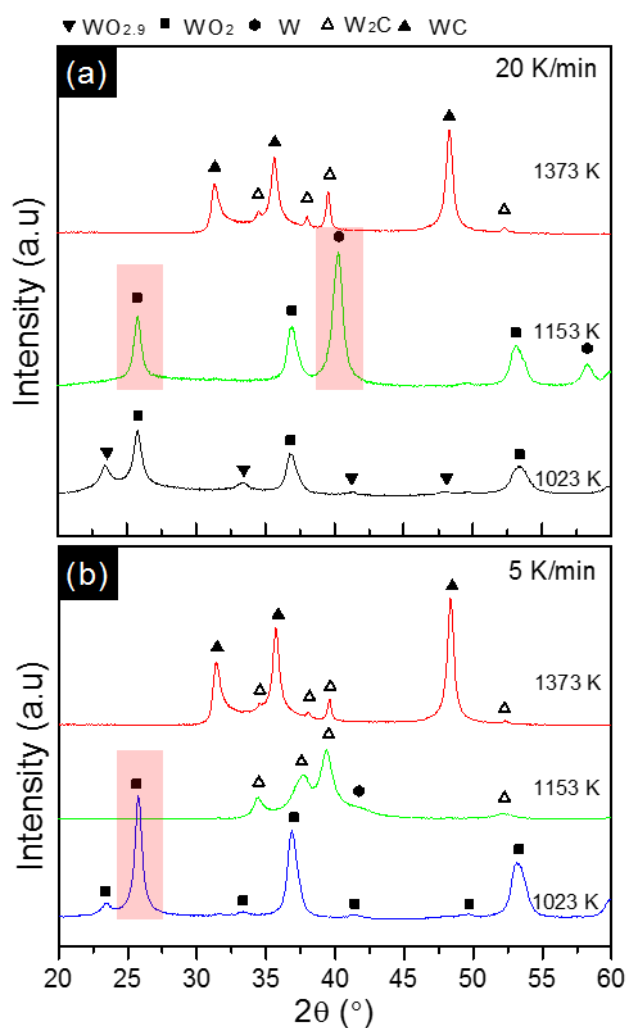 ▼ WO₂.₉ ■ WO₂ ● W △ W₂C ▲ WC
(a)
20 K/min
1373 K
1153 K
1023 K
Intensity (a.u)
(b)
5 K/min
1373 K
1153 K
1023 K
Intensity (a.u)
20 25 30 35 40 45 50 55 60
2θ (°)